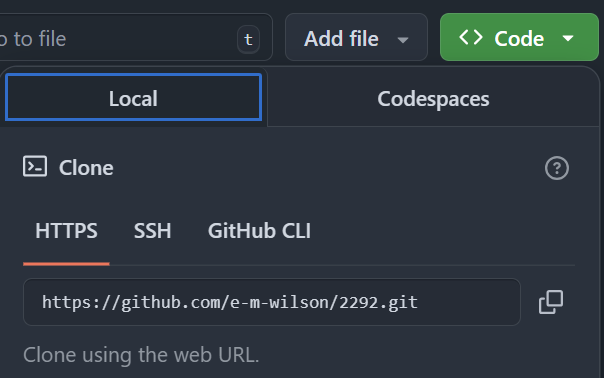 to file t Add file Code
Local Codespaces
Clone
HTTPS SSH GitHub CLI
https://github.com/e-m-wilson/2292.git
Clone using the web URL.